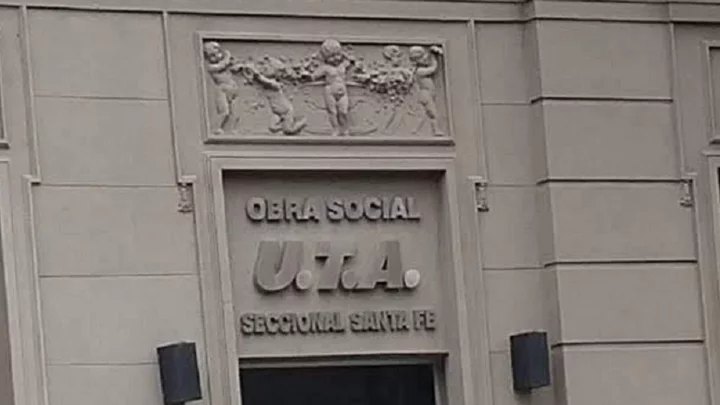 OBRA SOCIAL
U.T.A.
SECCIONAL SANTA FE